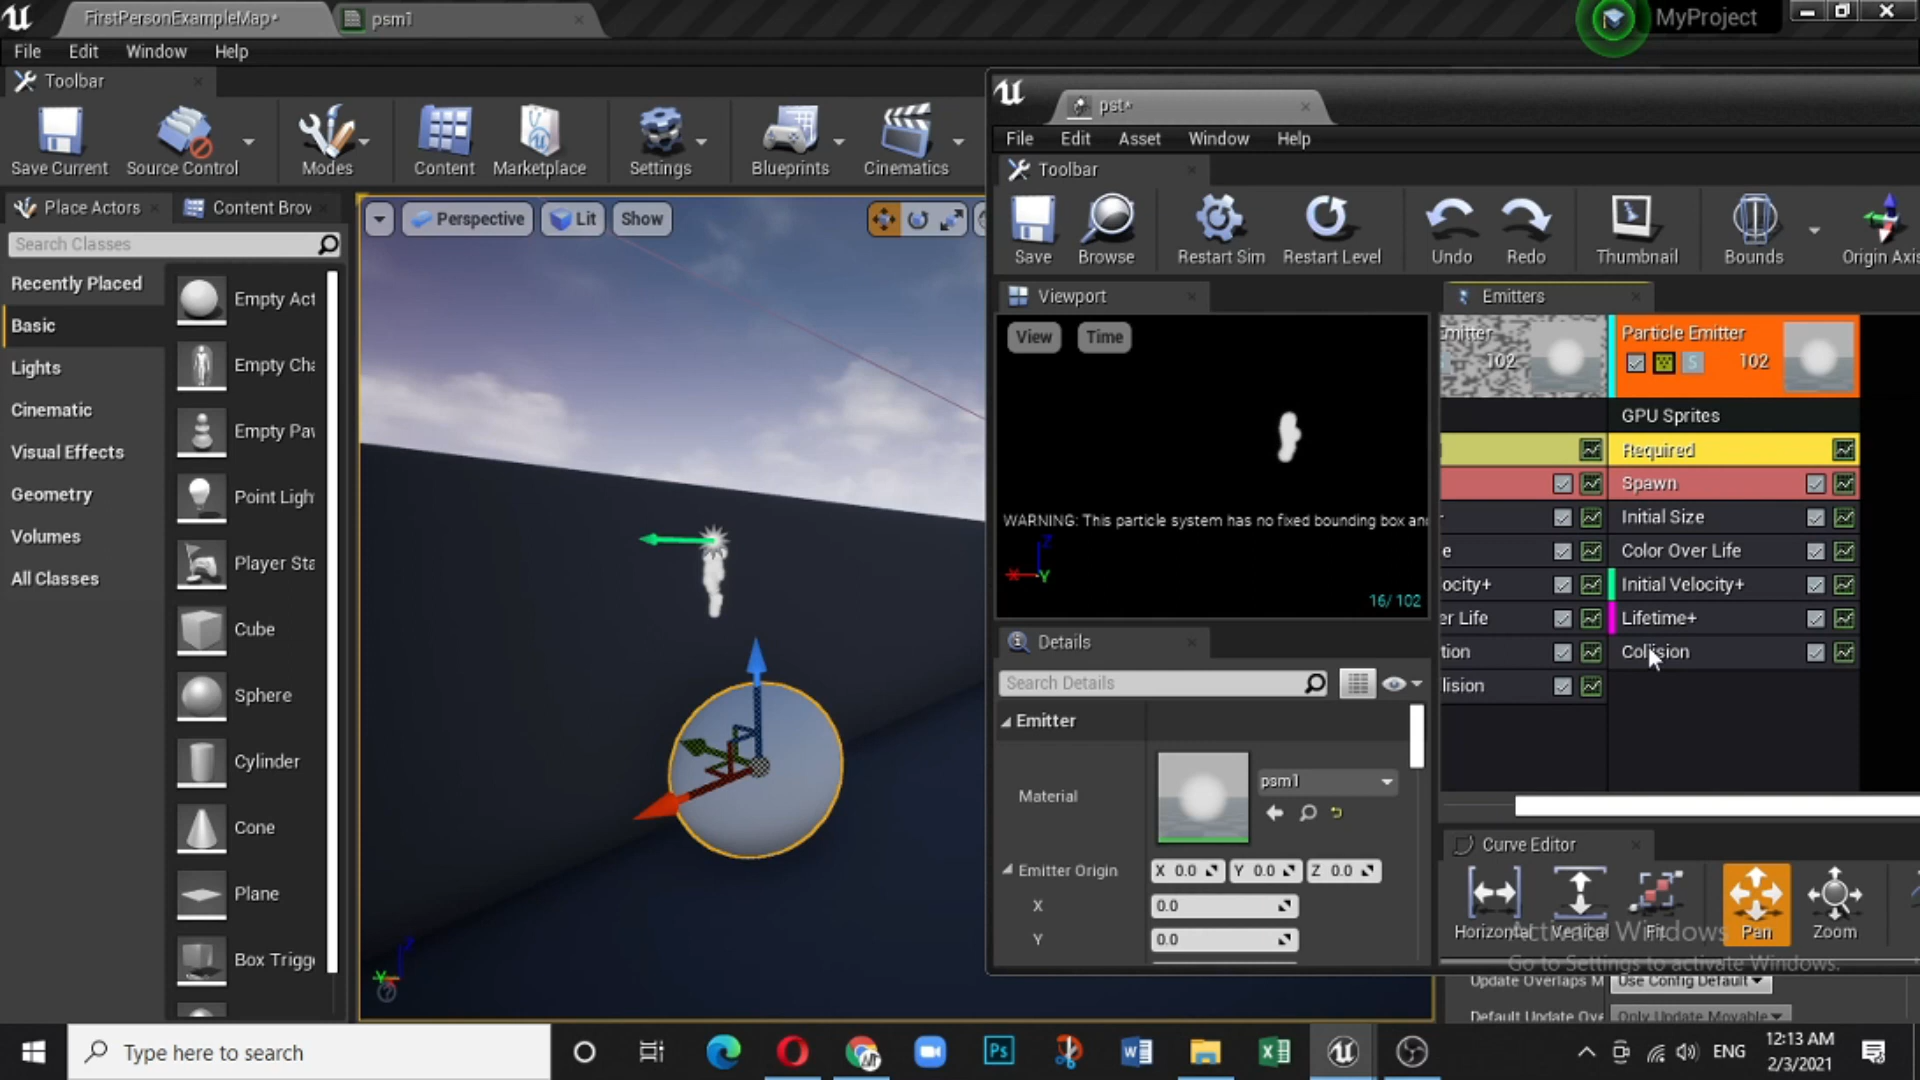 FirstPersonExampleMap*
psm1
MyProject
File Edit Window Help
Toolbar
Save Current
Source Control
Modes
Content
Marketplace
Settings
Blueprints
Cinematics
Place Actors
Content Brov
Search Classes
Recently Placed
Basic
Lights
Cinematic
Visual Effects
Geometry
Volumes
All Classes
Empty Act
Empty Cha
Empty Pav
Point Ligh
Player Sta
Cube
Sphere
Cylinder
Cone
Plane
Box Trigge
Perspective
Lit
Show
pst*
File Edit Asset Window Help
Toolbar
Save
Browse
Restart Sim
Restart Level
Undo
Redo
Thumbnail
Bounds
Origin Axis
Viewport
View
Time
WARNING: This particle system has no fixed bounding box and
16/ 102
Details
Search Details
Emitter
Material
psm1
Emitter Origin
X 0.0
Y 0.0
Z 0.0
X
0.0
Y
0.0
Emitters
mitter
102
Particle Emitter
S
102
GPU Sprites
Required
Spawn
Initial Size
e
Color Over Life
ocity+
Initial Velocity+
er Life
Lifetime+
tion
Collision
lision
Curve Editor
Horizontal
Vertical
Fit
Pan
Zoom
Activate Windows
Go to Settings to activate Windows.
Update Overlaps M
Use Config Default
Default Update Ove
Only Update Movable
Type here to search
Ps
ENG
12:13 AM
2/3/2021